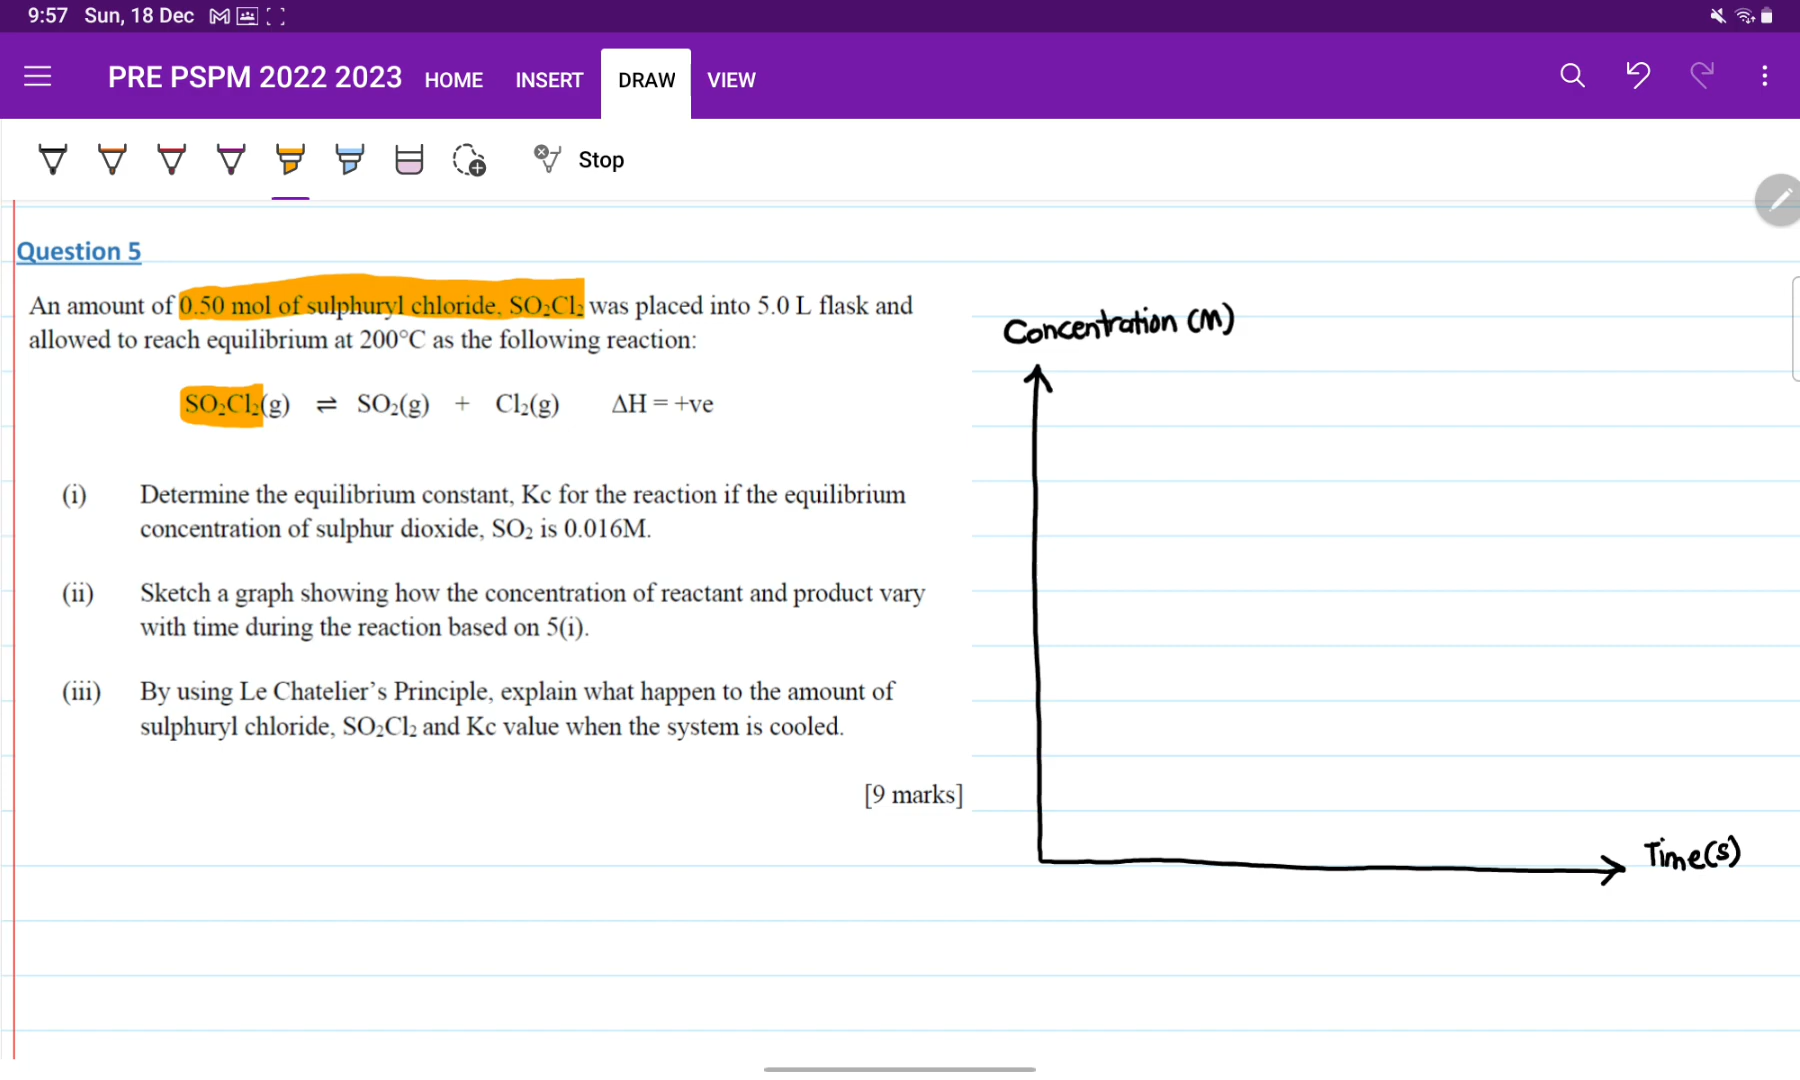 9:57 Sun, 18 Dec
PRE PSPM 2022 2023 HOME INSERT DRAW VIEW
Stop
Question 5
An amount of 0.50 mol of sulphuryl chloride, SO₂Cl₂ was placed into 5.0 L flask and
allowed to reach equilibrium at 200°C as the following reaction:
SO₂Cl₂(g) ⇌ SO₂(g) + Cl₂(g) ΔH = +ve
(i) Determine the equilibrium constant, Kc for the reaction if the equilibrium
concentration of sulphur dioxide, SO₂ is 0.016M.
(ii) Sketch a graph showing how the concentration of reactant and product vary
with time during the reaction based on 5(i).
(iii) By using Le Chatelier’s Principle, explain what happen to the amount of
sulphuryl chloride, SO₂Cl₂ and Kc value when the system is cooled.
[9 marks]
Concentration (M)
Time(s)